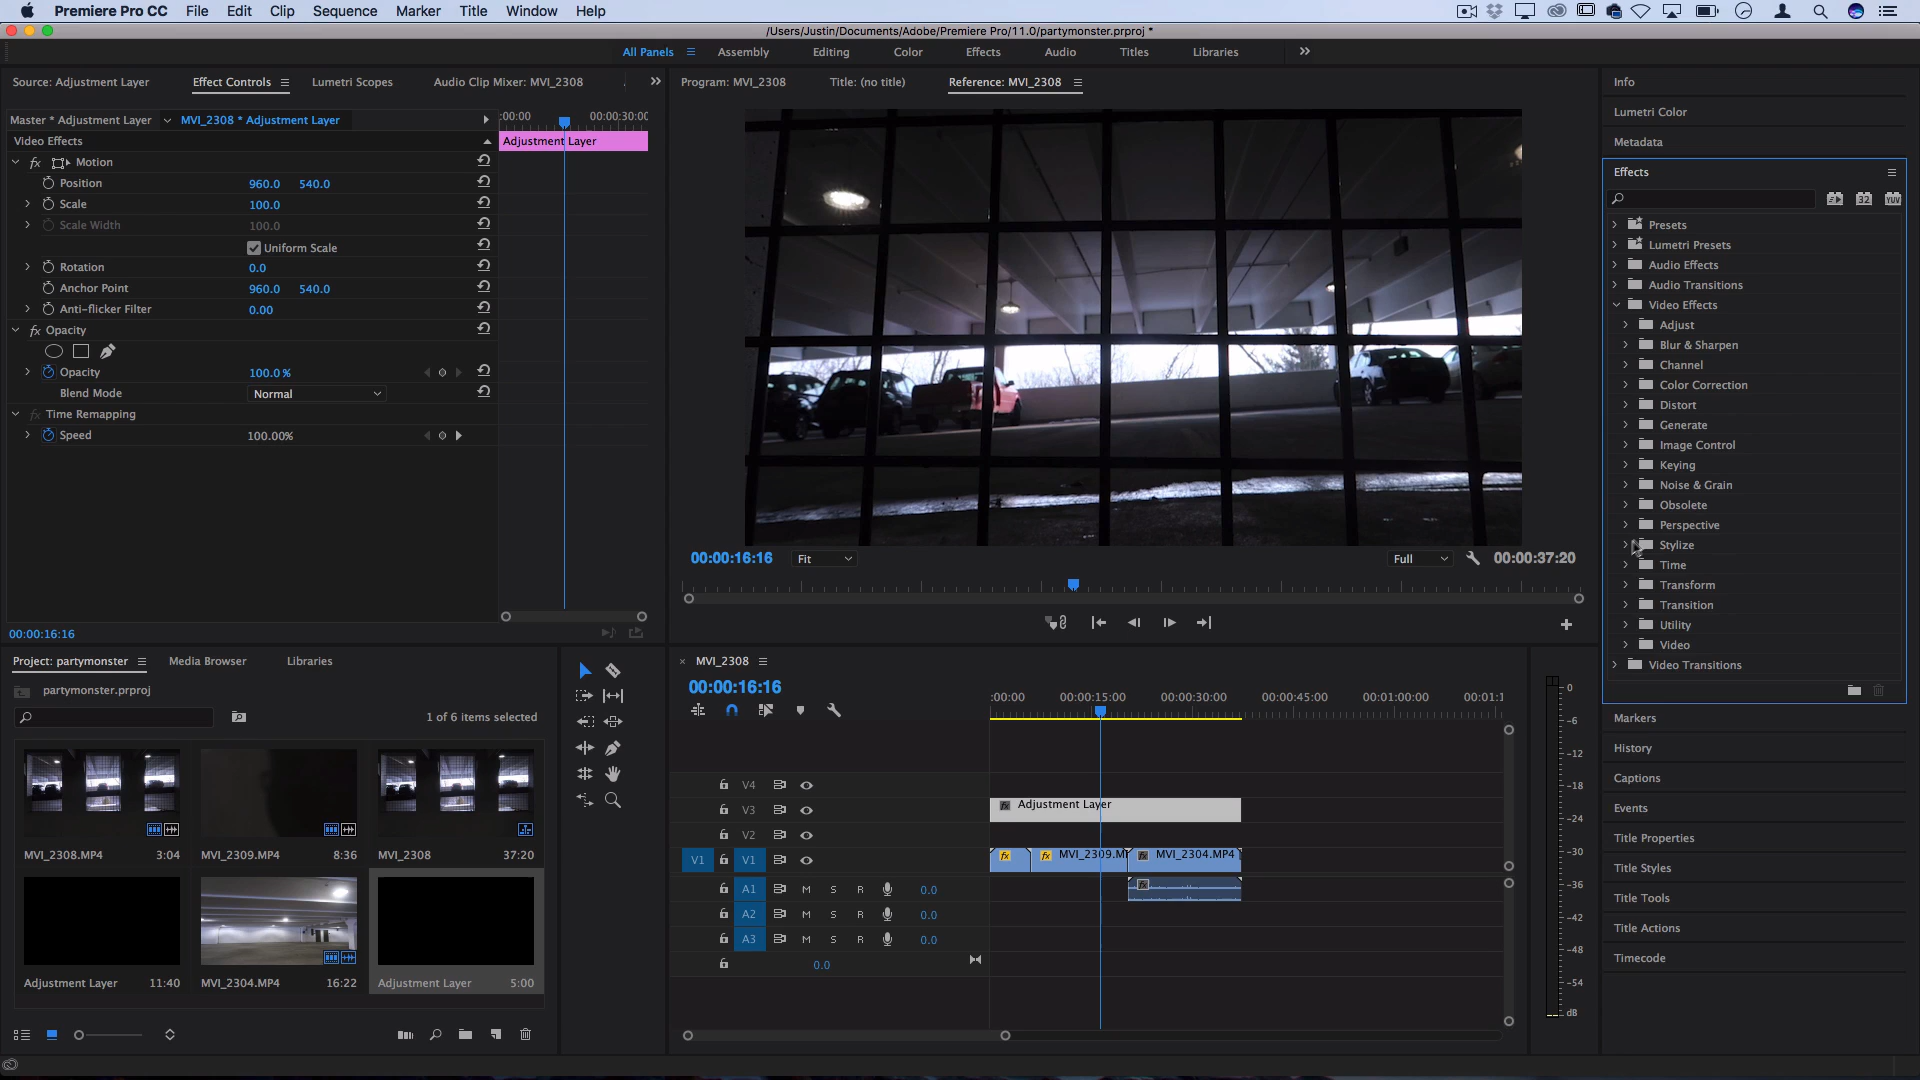 Premiere Pro CC File Edit Clip Sequence Marker Title Window Help
/Users/Justin/Documents/Adobe/Premiere Pro/11.0/partymonster.prproj *
All Panels Assembly Editing Color Effects Audio Titles Libraries
Source: Adjustment Layer Effect Controls Lumetri Scopes Audio Clip Mixer: MVI_2308
Master * Adjustment Layer MVI_2308 * Adjustment Layer
:00:00 00:00:30:00
Video Effects
Adjustment Layer
fx Motion
Position 960.0 540.0
Scale 100.0
Scale Width 100.0
Uniform Scale
Rotation 0.0
Anchor Point 960.0 540.0
Anti-flicker Filter 0.00
fx Opacity
Opacity 100.0 %
Blend Mode Normal
fx Time Remapping
Speed 100.00%
00:00:16:16
Program: MVI_2308 Title: (no title) Reference: MVI_2308
00:00:16:16 Fit Full 00:00:37:20
Info
Lumetri Color
Metadata
Effects
32 YUV
Presets
Lumetri Presets
Audio Effects
Audio Transitions
Video Effects
Adjust
Blur & Sharpen
Channel
Color Correction
Distort
Generate
Image Control
Keying
Noise & Grain
Obsolete
Perspective
Stylize
Time
Transform
Transition
Utility
Video
Video Transitions
Markers
History
Captions
Events
Title Properties
Title Styles
Title Tools
Title Actions
Timecode
Project: partymonster Media Browser Libraries
partymonster.prproj
1 of 6 items selected
MVI_2308.MP4 3:04
MVI_2309.MP4 8:36
MVI_2308 37:20
Adjustment Layer 11:40
MVI_2304.MP4 16:22
Adjustment Layer 5:00
MVI_2308
00:00:16:16
:00:00 00:00:15:00 00:00:30:00 00:00:45:00 00:01:00:00 00:01:1
V4
V3 fx Adjustment Layer
V2
V1 V1 fx fx MVI_2309.M fx MVI_2304.MP4
A1 M S R 0.0 fx
A2 M S R 0.0
A3 M S R 0.0
0.0
0
-6
-12
-18
-24
-30
-36
-42
-48
-54
dB